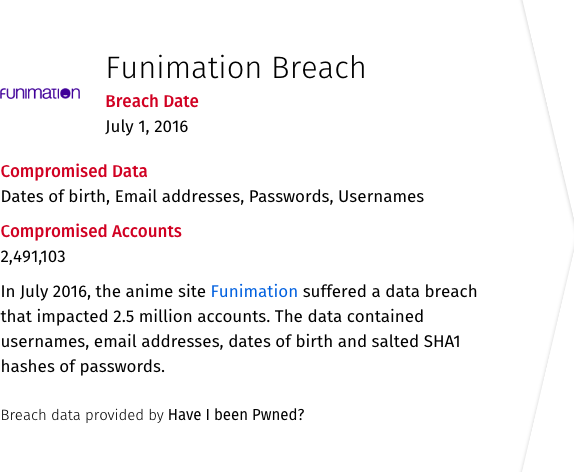 Funimation Breach
FUNIMATION
Breach Date
July 1, 2016
Compromised Data
Dates of birth, Email addresses, Passwords, Usernames
Compromised Accounts
2,491,103
In July 2016, the anime site Funimation suffered a data breach
that impacted 2.5 million accounts. The data contained
usernames, email addresses, dates of birth and salted SHA1
hashes of passwords.
Breach data provided by Have I been Pwned?